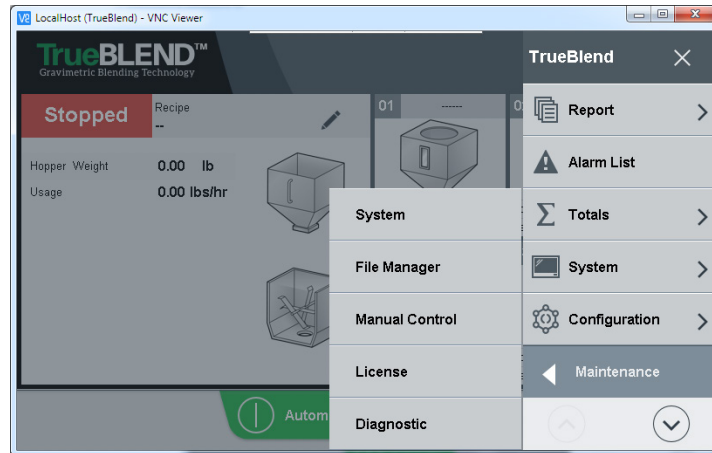 LocalHost (TrueBlend) - VNC Viewer
TrueBLEND™
Gravimetric Blending Technology
Stopped
Recipe
--
Hopper Weight 0.00 lb
Usage 0.00 lbs/hr
01 ------
Autom
System
File Manager
Manual Control
License
Diagnostic
TrueBlend
Report
Alarm List
Totals
System
Configuration
Maintenance